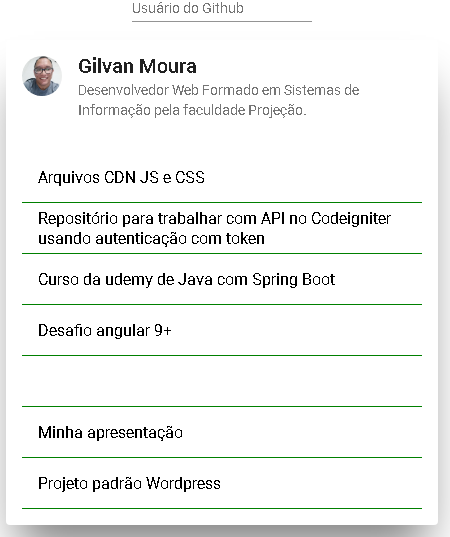 Usuário do Github
Gilvan Moura
Desenvolvedor Web Formado em Sistemas de
Informação pela faculdade Projeção.
Arquivos CDN JS e CSS
Repositório para trabalhar com API no Codeigniter
usando autenticação com token
Curso da udemy de Java com Spring Boot
Desafio angular 9+
Minha apresentação
Projeto padrão Wordpress